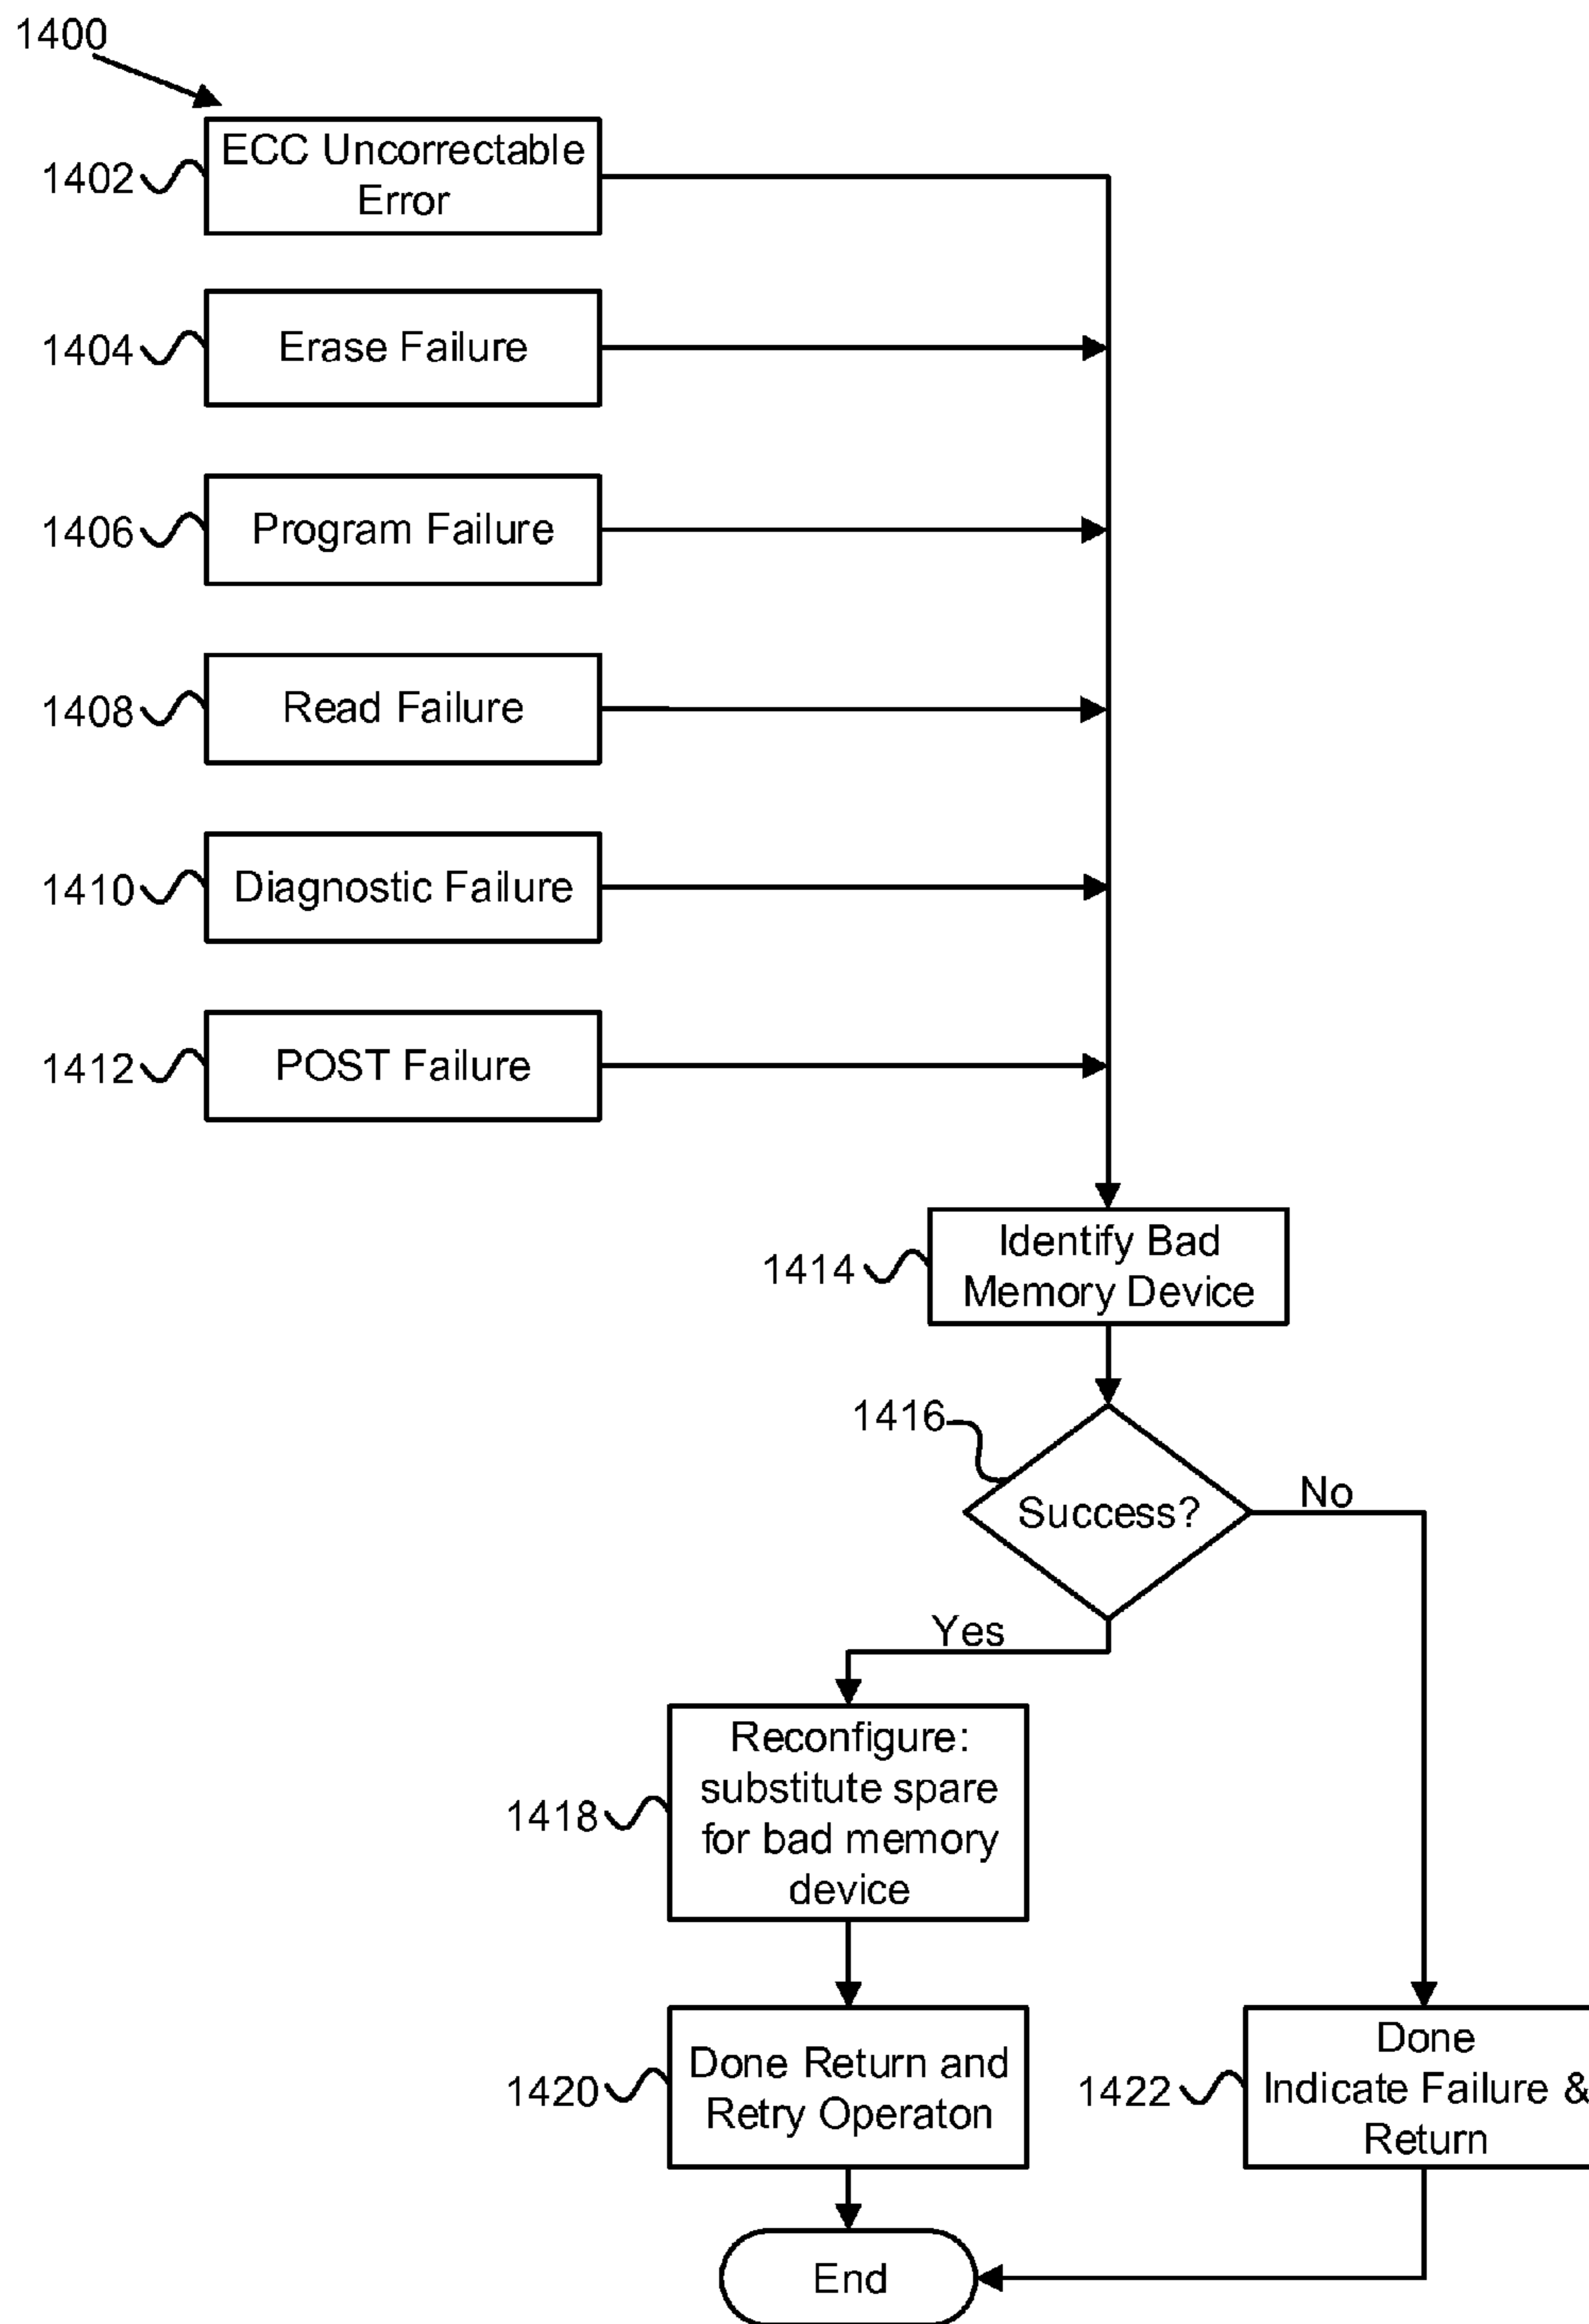 1400
ECC Uncorrectable
Error
1402
Erase Failure
1404
Program Failure
1406
Read Failure
1408
Diagnostic Failure
1410
POST Failure
1412
Identify Bad
Memory Device
1414
1416
Success?
No
Yes
Reconfigure:
substitute spare
for bad memory
device
1418
Done Return and
Retry Operaton
1420
Done
Indicate Failure &
Return
1422
End